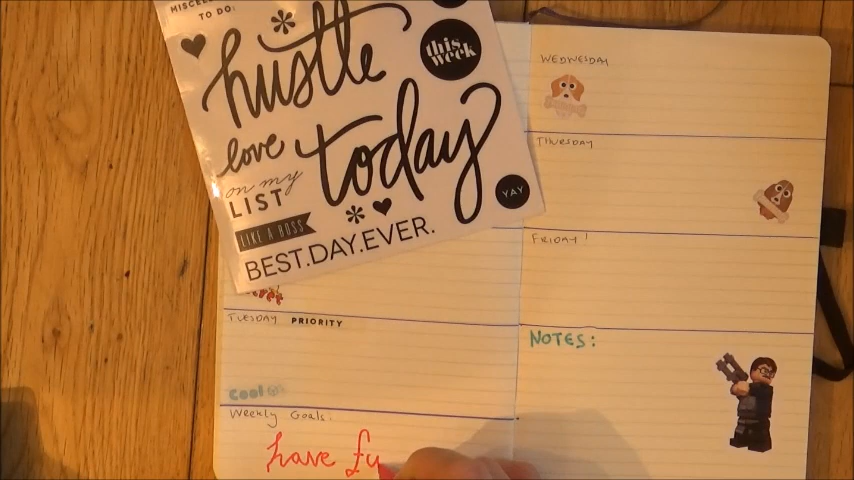 MISCELL
TO DO:
hustle
this
week
love
today
on my
LIST
YAY
LIKE A BOSS
BEST.DAY.EVER.
TUESDAY PRIORITY
cool
Weekly Goals:
have fu
WEDNESDAY
THURSDAY
FRIDAY!
NOTES: